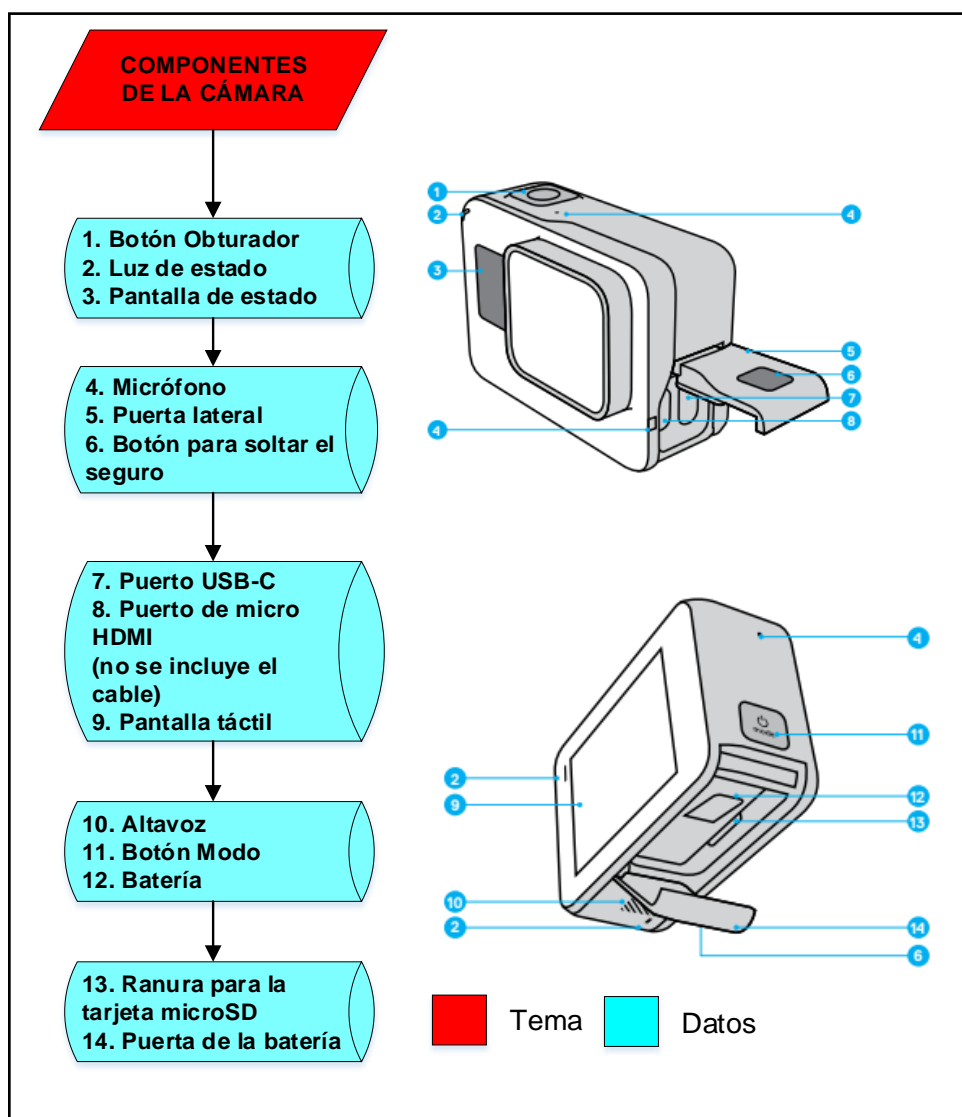 COMPONENTES
DE LA CÁMARA
1. Botón Obturador
2. Luz de estado
3. Pantalla de estado
4. Micrófono
5. Puerta lateral
6. Botón para soltar el
seguro
7. Puerto USB-C
8. Puerto de micro
HDMI
(no se incluye el
cable)
9. Pantalla táctil
10. Altavoz
11. Botón Modo
12. Batería
13. Ranura para la
tarjeta microSD
14. Puerta de la batería
1
2
4
3
5
6
7
8
4
4
11
2
9
12
13
10
2
14
6
Tema
Datos